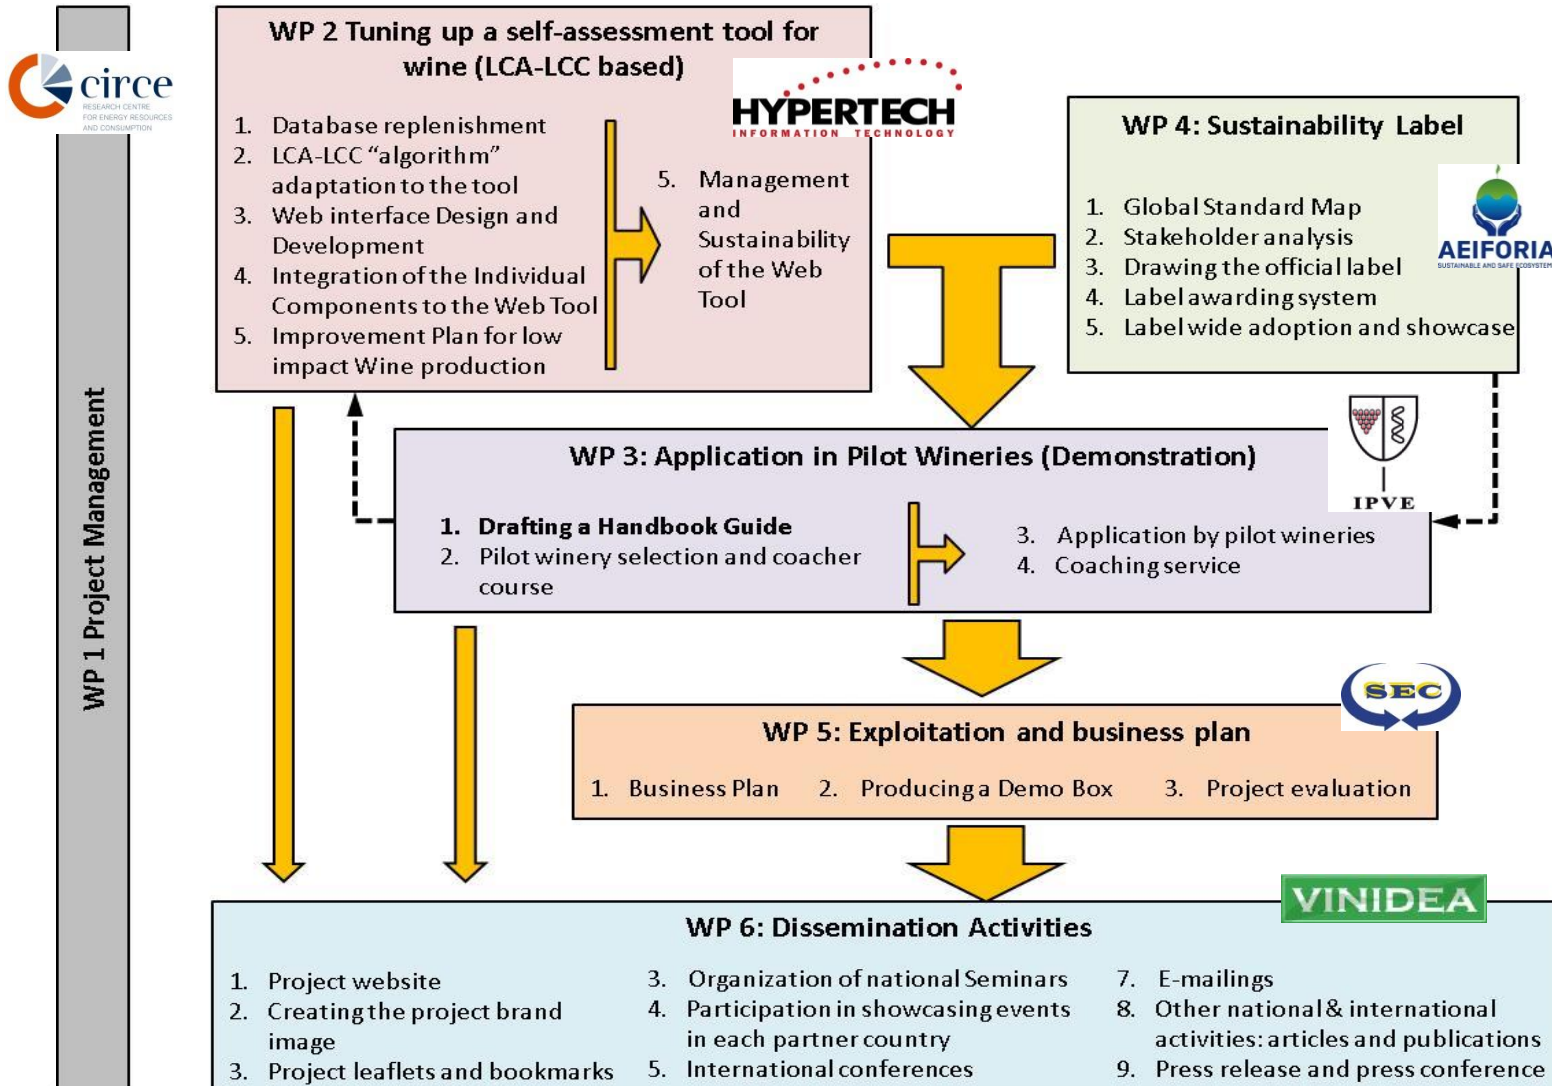 circe
RESEARCH CENTRE
FOR ENERGY RESOURCES
AND CONSUMPTION
WP 1 Project Management
WP 2 Tuning up a self-assessment tool for
wine (LCA-LCC based)
HYPERTECH
INFORMATION TECHNOLOGY
1. Database replenishment
2. LCA-LCC “algorithm”
adaptation to the tool
3. Web interface Design and
Development
4. Integration of the Individual
Components to the Web Tool
5. Improvement Plan for low
impact Wine production
5. Management
and
Sustainability
of the Web
Tool
WP 4: Sustainability Label
AEIFORIA
SUSTAINABLE AND SAFE ECOSYSTEM
1. Global Standard Map
2. Stakeholder analysis
3. Drawing the official label
4. Label awarding system
5. Label wide adoption and showcase
WP 3: Application in Pilot Wineries (Demonstration)
IPVE
1. Drafting a Handbook Guide
2. Pilot winery selection and coacher
course
3. Application by pilot wineries
4. Coaching service
SEC
WP 5: Exploitation and business plan
1. Business Plan 2. Producing a Demo Box 3. Project evaluation
VINIDEA
WP 6: Dissemination Activities
1. Project website
2. Creating the project brand
image
3. Project leaflets and bookmarks
3. Organization of national Seminars
4. Participation in showcasing events
in each partner country
5. International conferences
7. E-mailings
8. Other national & international
activities: articles and publications
9. Press release and press conference